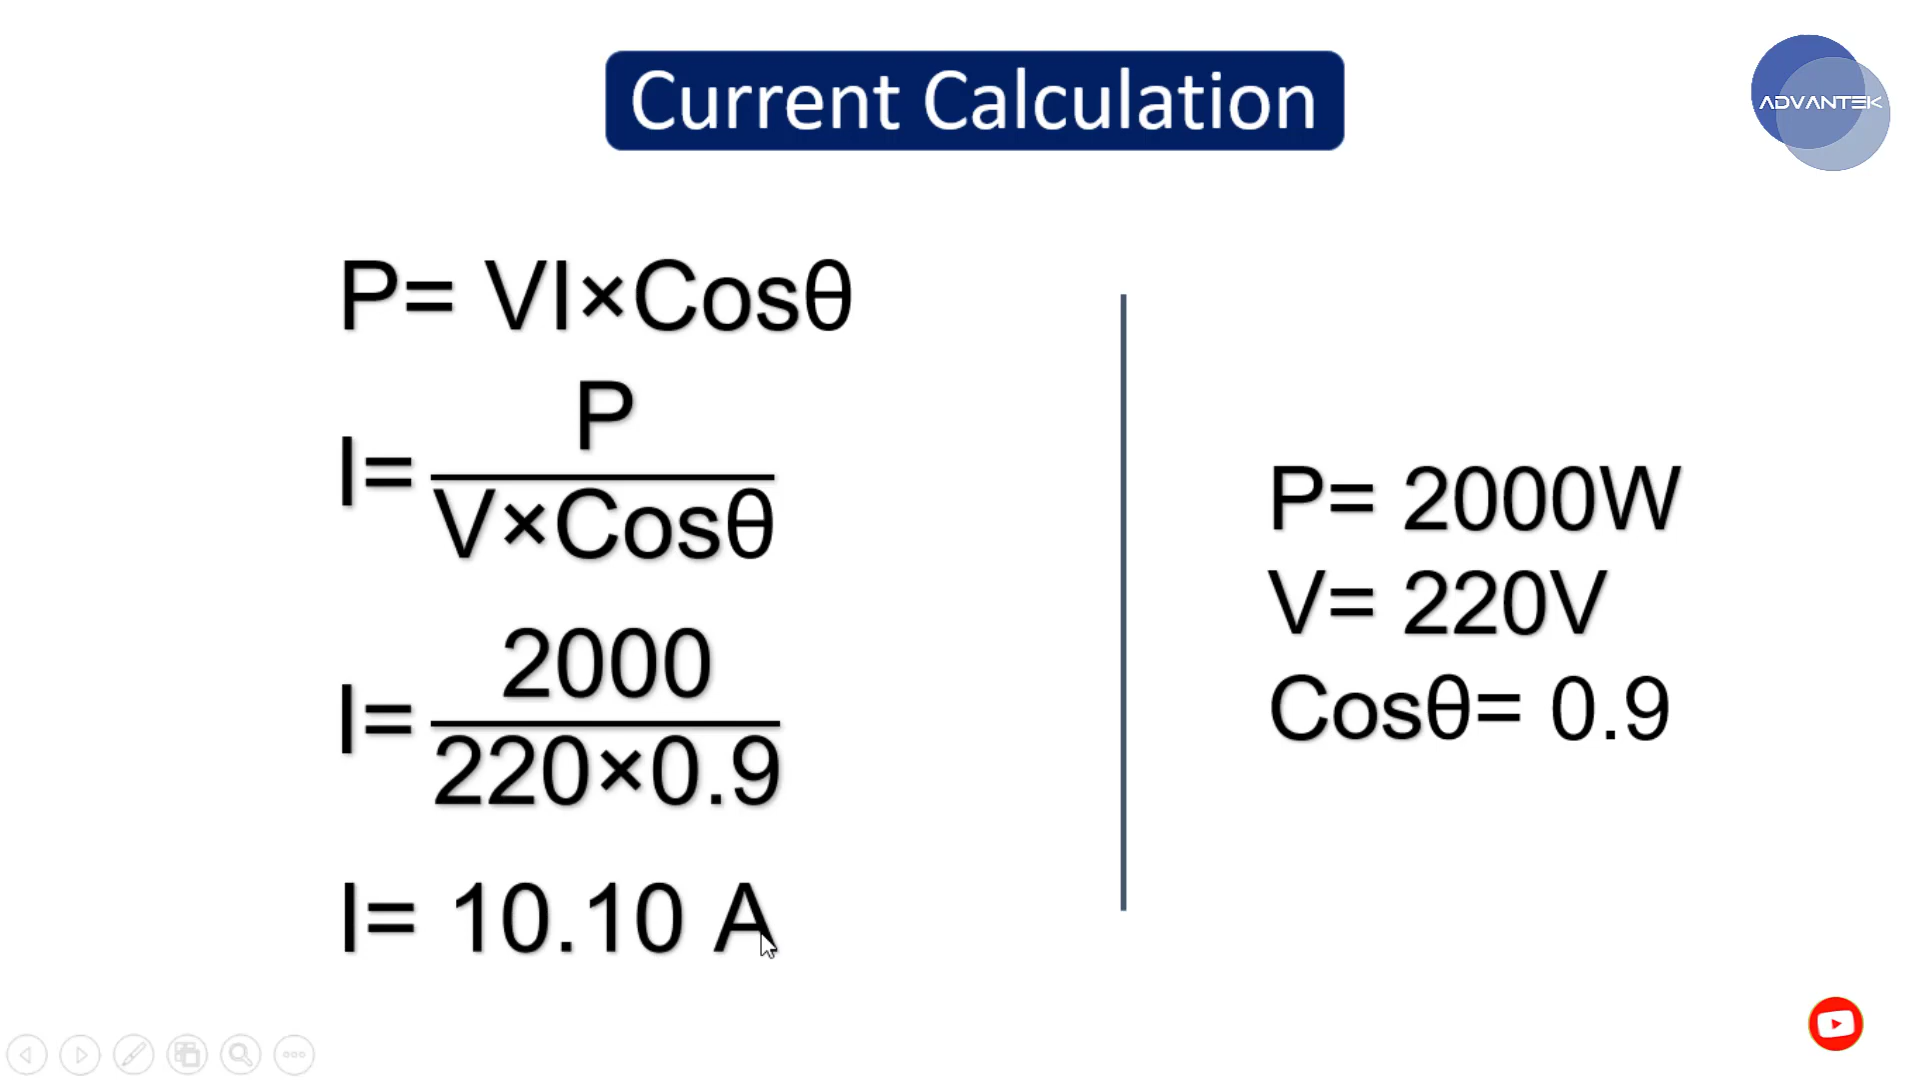 Current Calculation
ADVANTEK
P= VI×Cosθ
I= P
V×Cosθ
I= 2000
220×0.9
I= 10.10 A
P= 2000W
V= 220V
Cosθ= 0.9